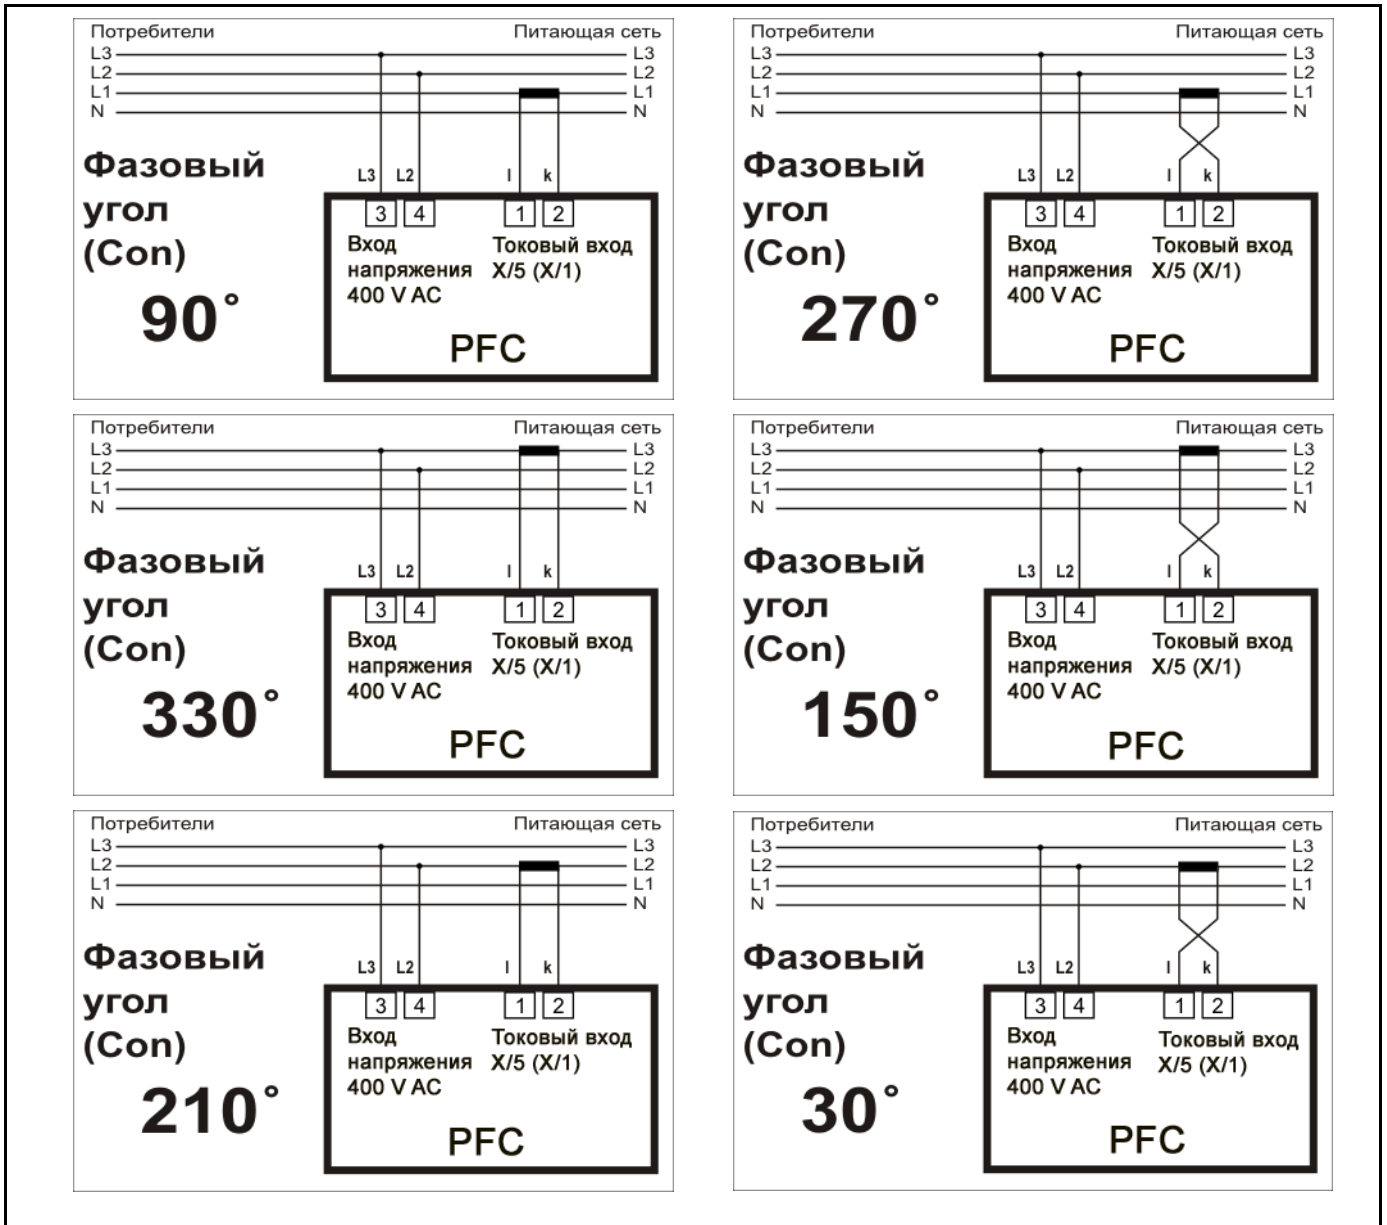 Потребители Питающая сеть
L3 L3
L2 L2
L1 L1
N N
Фазовый
угол
(Con)
90°
L3 L2 l k
3 4 1 2
Вход
напряжения
400 V AC
Токовый вход
X/5 (X/1)
PFC
Потребители Питающая сеть
L3 L3
L2 L2
L1 L1
N N
Фазовый
угол
(Con)
270°
L3 L2 l k
3 4 1 2
Вход
напряжения
400 V AC
Токовый вход
X/5 (X/1)
PFC
Потребители Питающая сеть
L3 L3
L2 L2
L1 L1
N N
Фазовый
угол
(Con)
330°
L3 L2 l k
3 4 1 2
Вход
напряжения
400 V AC
Токовый вход
X/5 (X/1)
PFC
Потребители Питающая сеть
L3 L3
L2 L2
L1 L1
N N
Фазовый
угол
(Con)
150°
L3 L2 l k
3 4 1 2
Вход
напряжения
400 V AC
Токовый вход
X/5 (X/1)
PFC
Потребители Питающая сеть
L3 L3
L2 L2
L1 L1
N N
Фазовый
угол
(Con)
210°
L3 L2 l k
3 4 1 2
Вход
напряжения
400 V AC
Токовый вход
X/5 (X/1)
PFC
Потребители Питающая сеть
L3 L3
L2 L2
L1 L1
N N
Фазовый
угол
(Con)
30°
L3 L2 l k
3 4 1 2
Вход
напряжения
400 V AC
Токовый вход
X/5 (X/1)
PFC